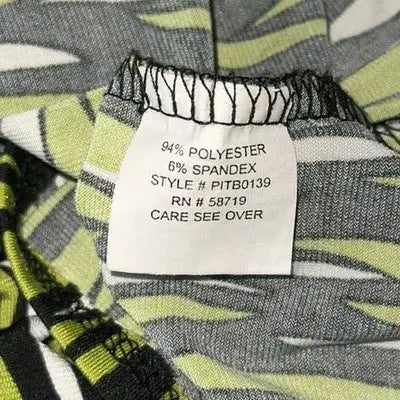 94% POLYESTER
6% SPANDEX
STYLE # PITB0139
RN # 58719
CARE SEE OVER